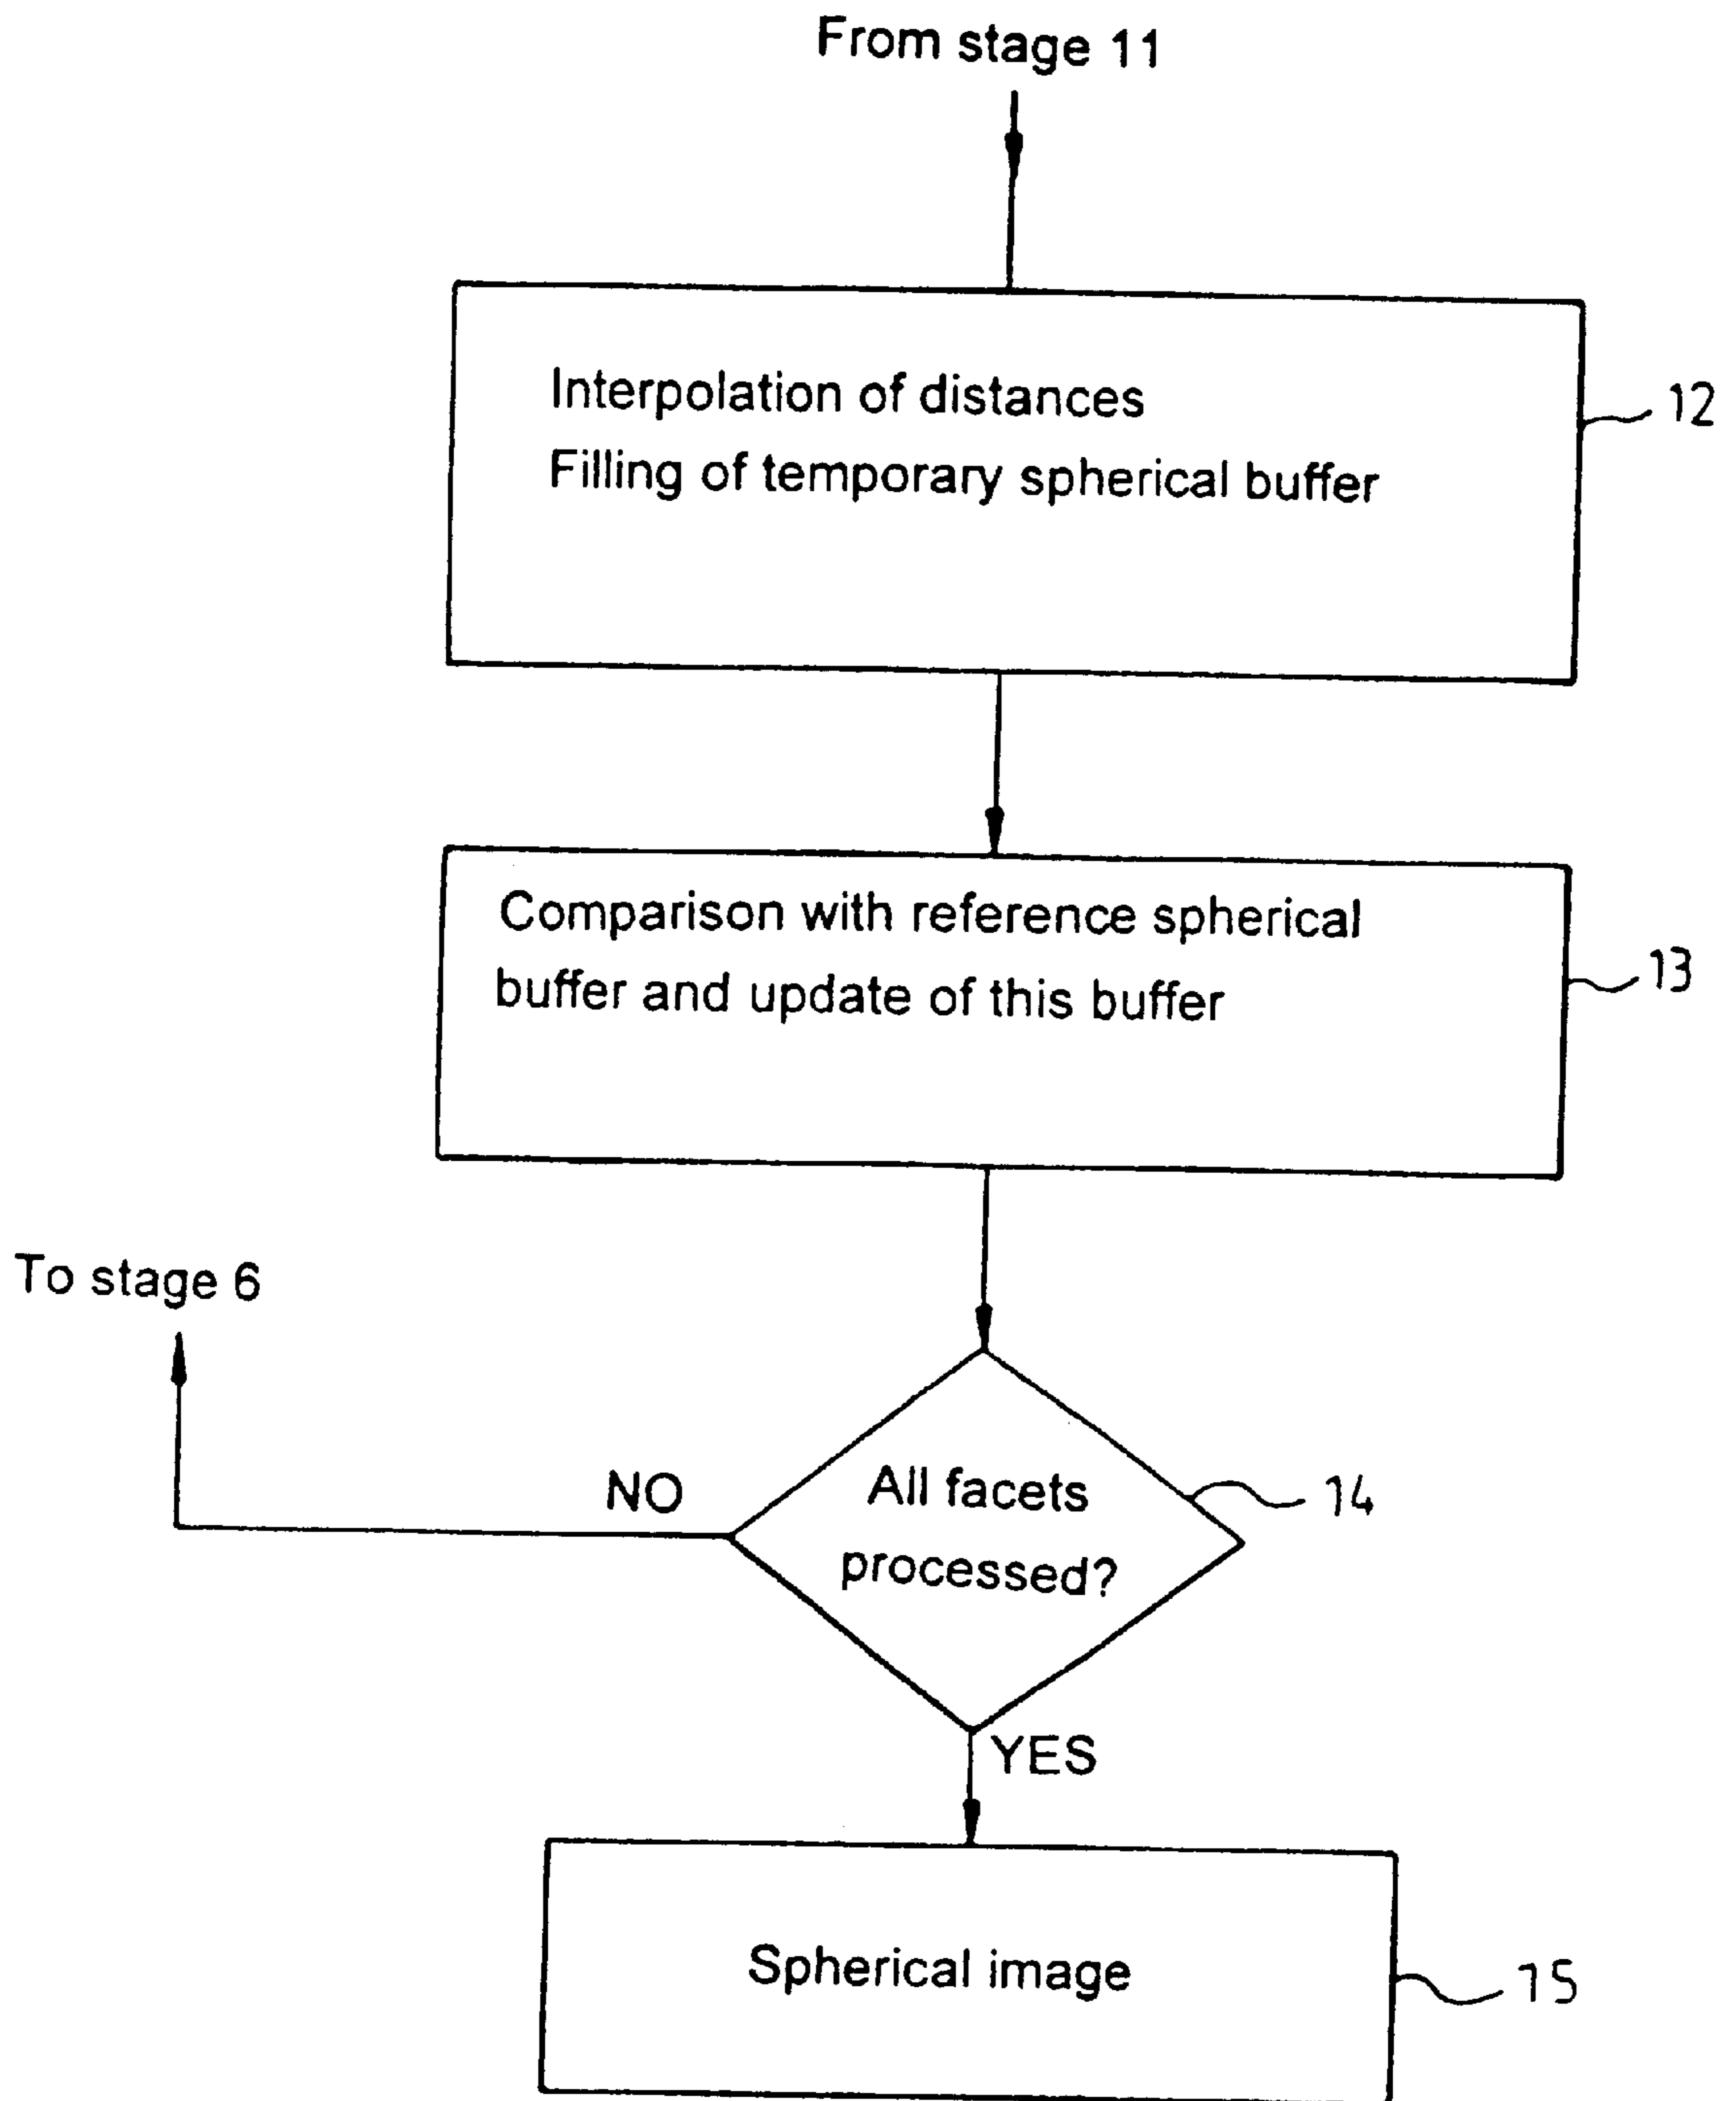 From stage 11
Interpolation of distances
Filling of temporary spherical buffer
12
Comparison with reference spherical
buffer and update of this buffer
13
To stage 6
NO
All facets
processed?
14
YES
Spherical image
15